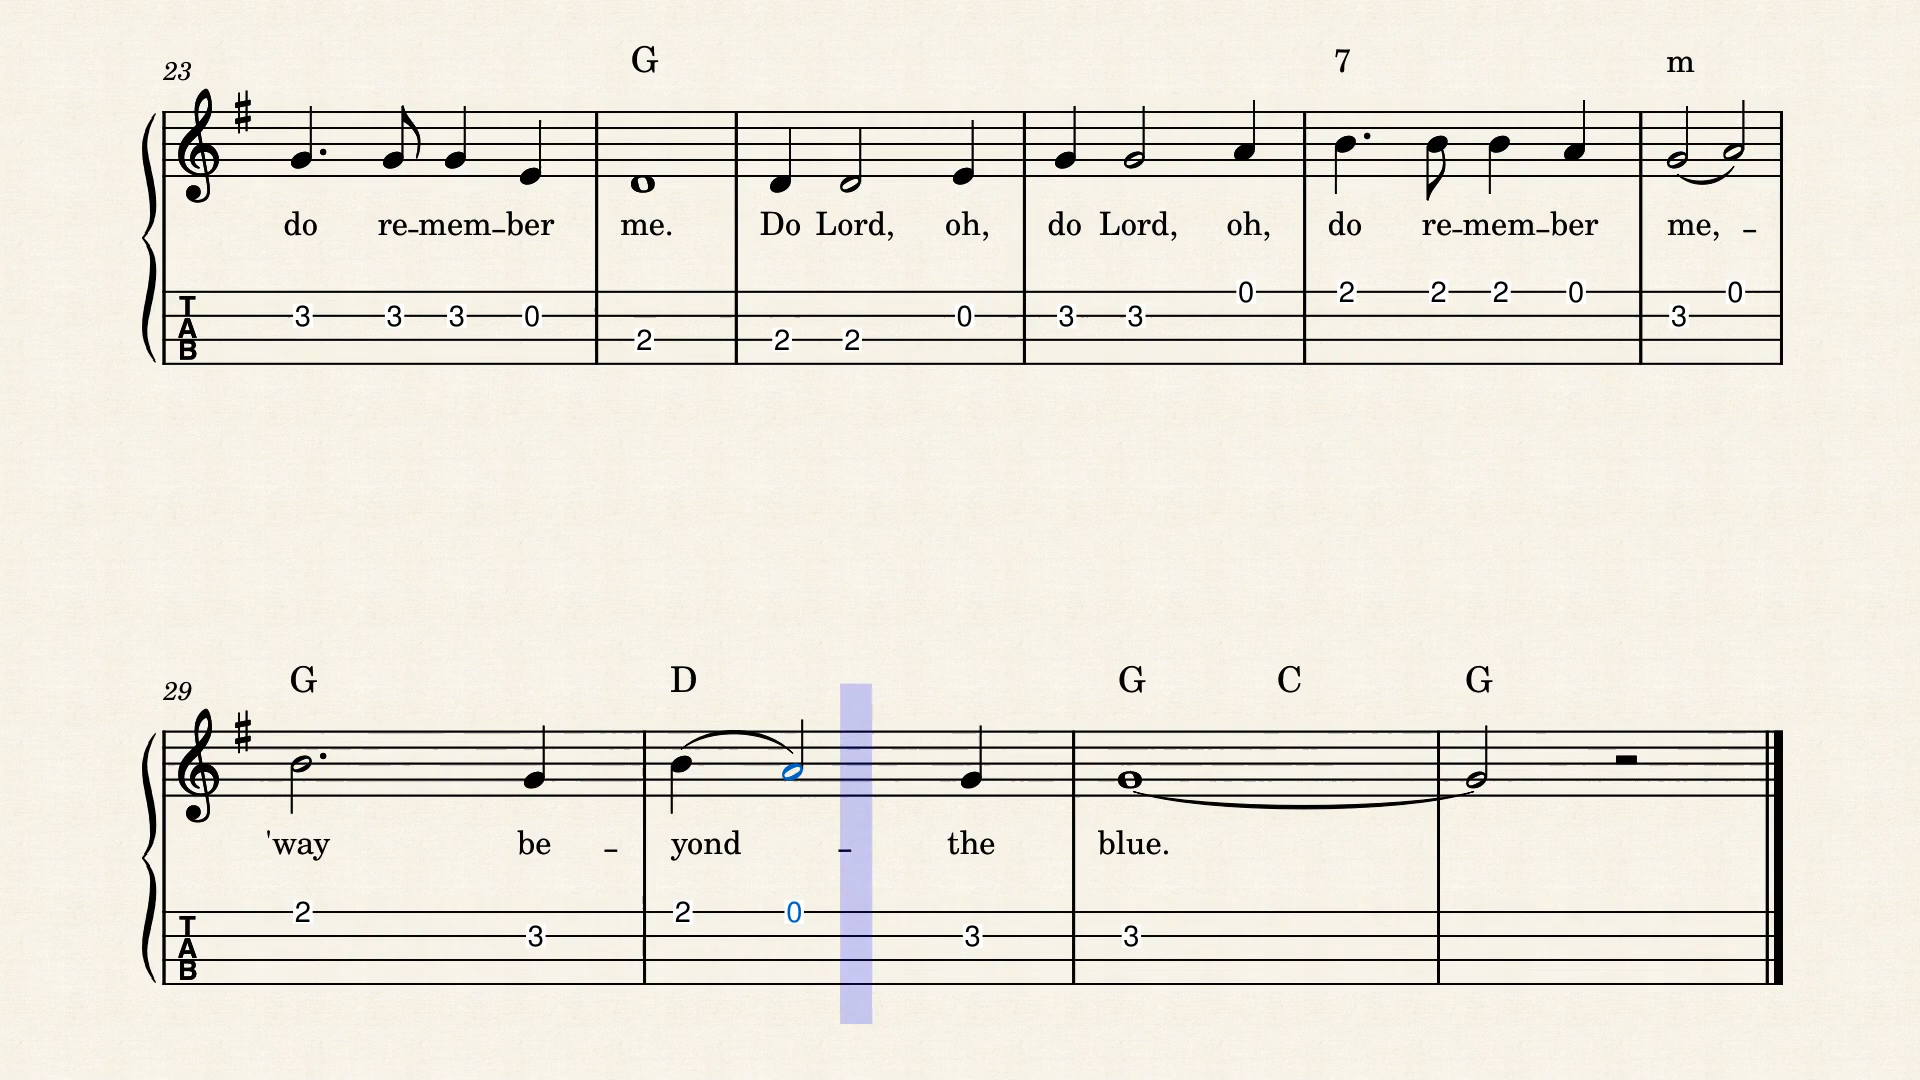 23 G 7 m
do re-mem-ber me. Do Lord, oh, do Lord, oh, do re-mem-ber me, -
T 2 2 2 0 0 0
A 3 3 3 0 0 3 3 3
B 2 2 2
29 G D G C G
'way be - yond - the blue.
2 2 0
T 3 3 3
A
B